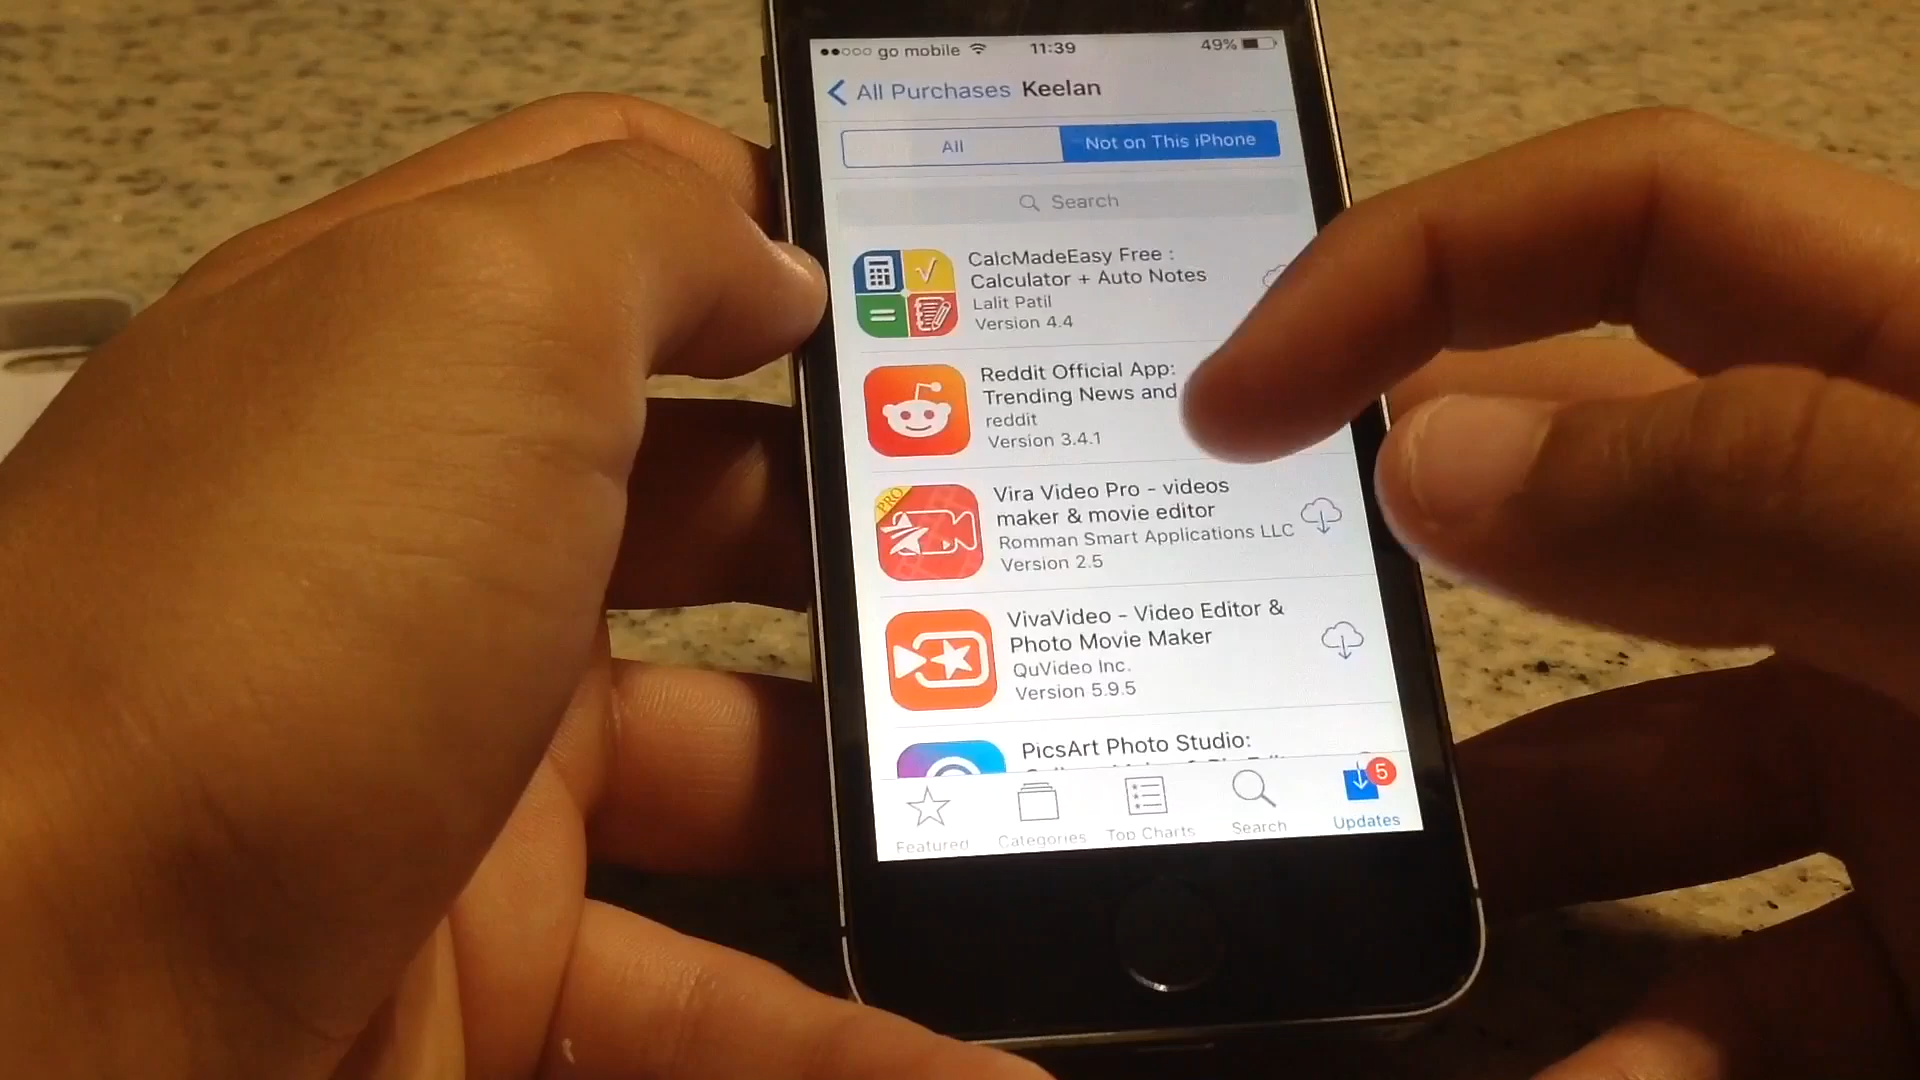 go mobile 11:39 49%
All Purchases Keelan
All Not on This iPhone
Search
CalcMadeEasy Free :
Calculator + Auto Notes
Lalit Patil
Version 4.4
Reddit Official App:
Trending News and
reddit
Version 3.4.1
PRO
Vira Video Pro - videos
maker & movie editor
Romman Smart Applications LLC
Version 2.5
VivaVideo - Video Editor &
Photo Movie Maker
QuVideo Inc.
Version 5.9.5
PicsArt Photo Studio:
5
Featured Categories Top Charts Search Updates